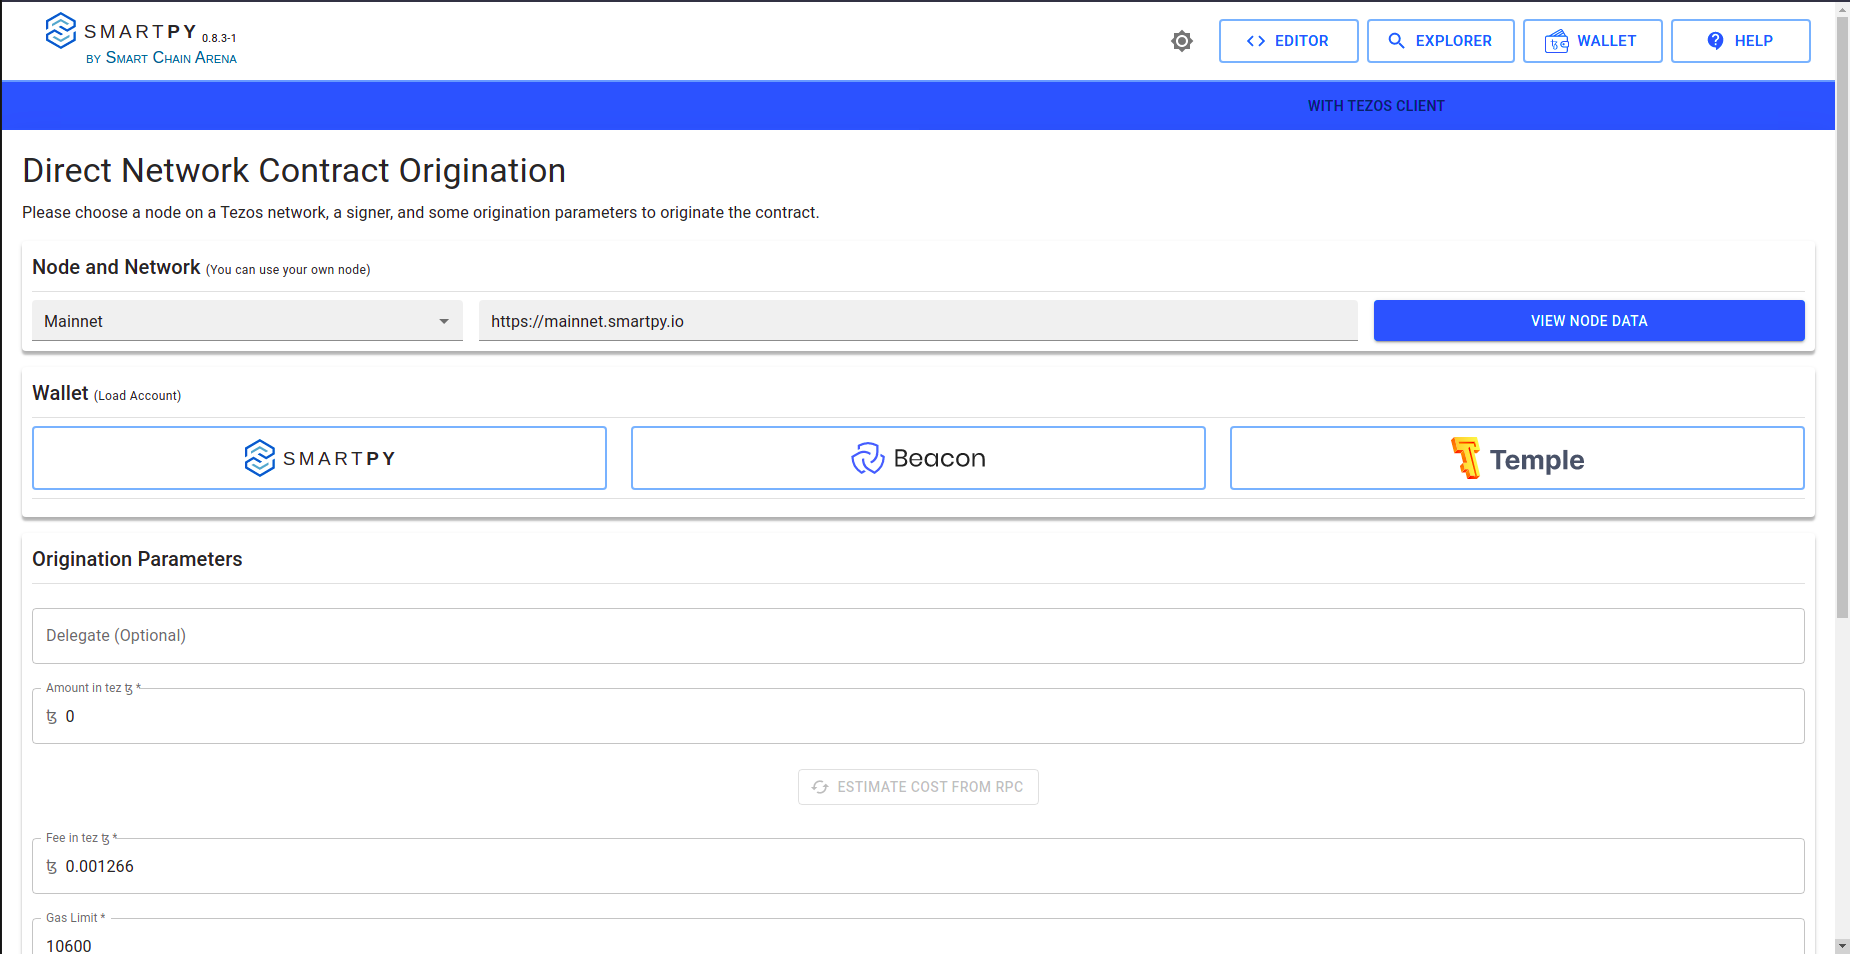 SMARTPY 0.8.3-1
BY SMART CHAIN ARENA
EDITOR
EXPLORER
WALLET
HELP
WITH TEZOS CLIENT
Direct Network Contract Origination
Please choose a node on a Tezos network, a signer, and some origination parameters to originate the contract.
Node and Network (You can use your own node)
Mainnet
https://mainnet.smartpy.io
VIEW NODE DATA
Wallet (Load Account)
SMARTPY
Beacon
Temple
Origination Parameters
Delegate (Optional)
Amount in tez ꜩ *
ꜩ 0
ESTIMATE COST FROM RPC
Fee in tez ꜩ *
ꜩ 0.001266
Gas Limit *
10600